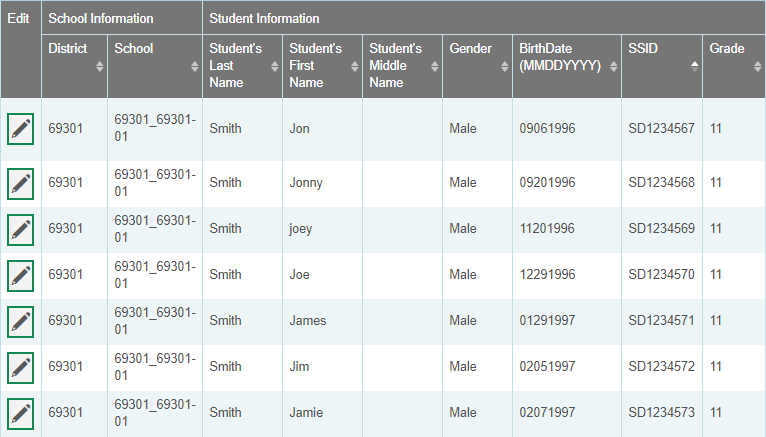 Edit School Information Student Information
District School Student's Last Name Student's First Name Student's Middle Name Gender BirthDate (MMDDYYYY) SSID Grade
69301 69301_69301-01 Smith Jon Male 09061996 SD1234567 11
69301 69301_69301-01 Smith Jonny Male 09201996 SD1234568 11
69301 69301_69301-01 Smith joey Male 11201996 SD1234569 11
69301 69301_69301-01 Smith Joe Male 12291996 SD1234570 11
69301 69301_69301-01 Smith James Male 01291997 SD1234571 11
69301 69301_69301-01 Smith Jim Male 02051997 SD1234572 11
69301 69301_69301-01 Smith Jamie Male 02071997 SD1234573 11